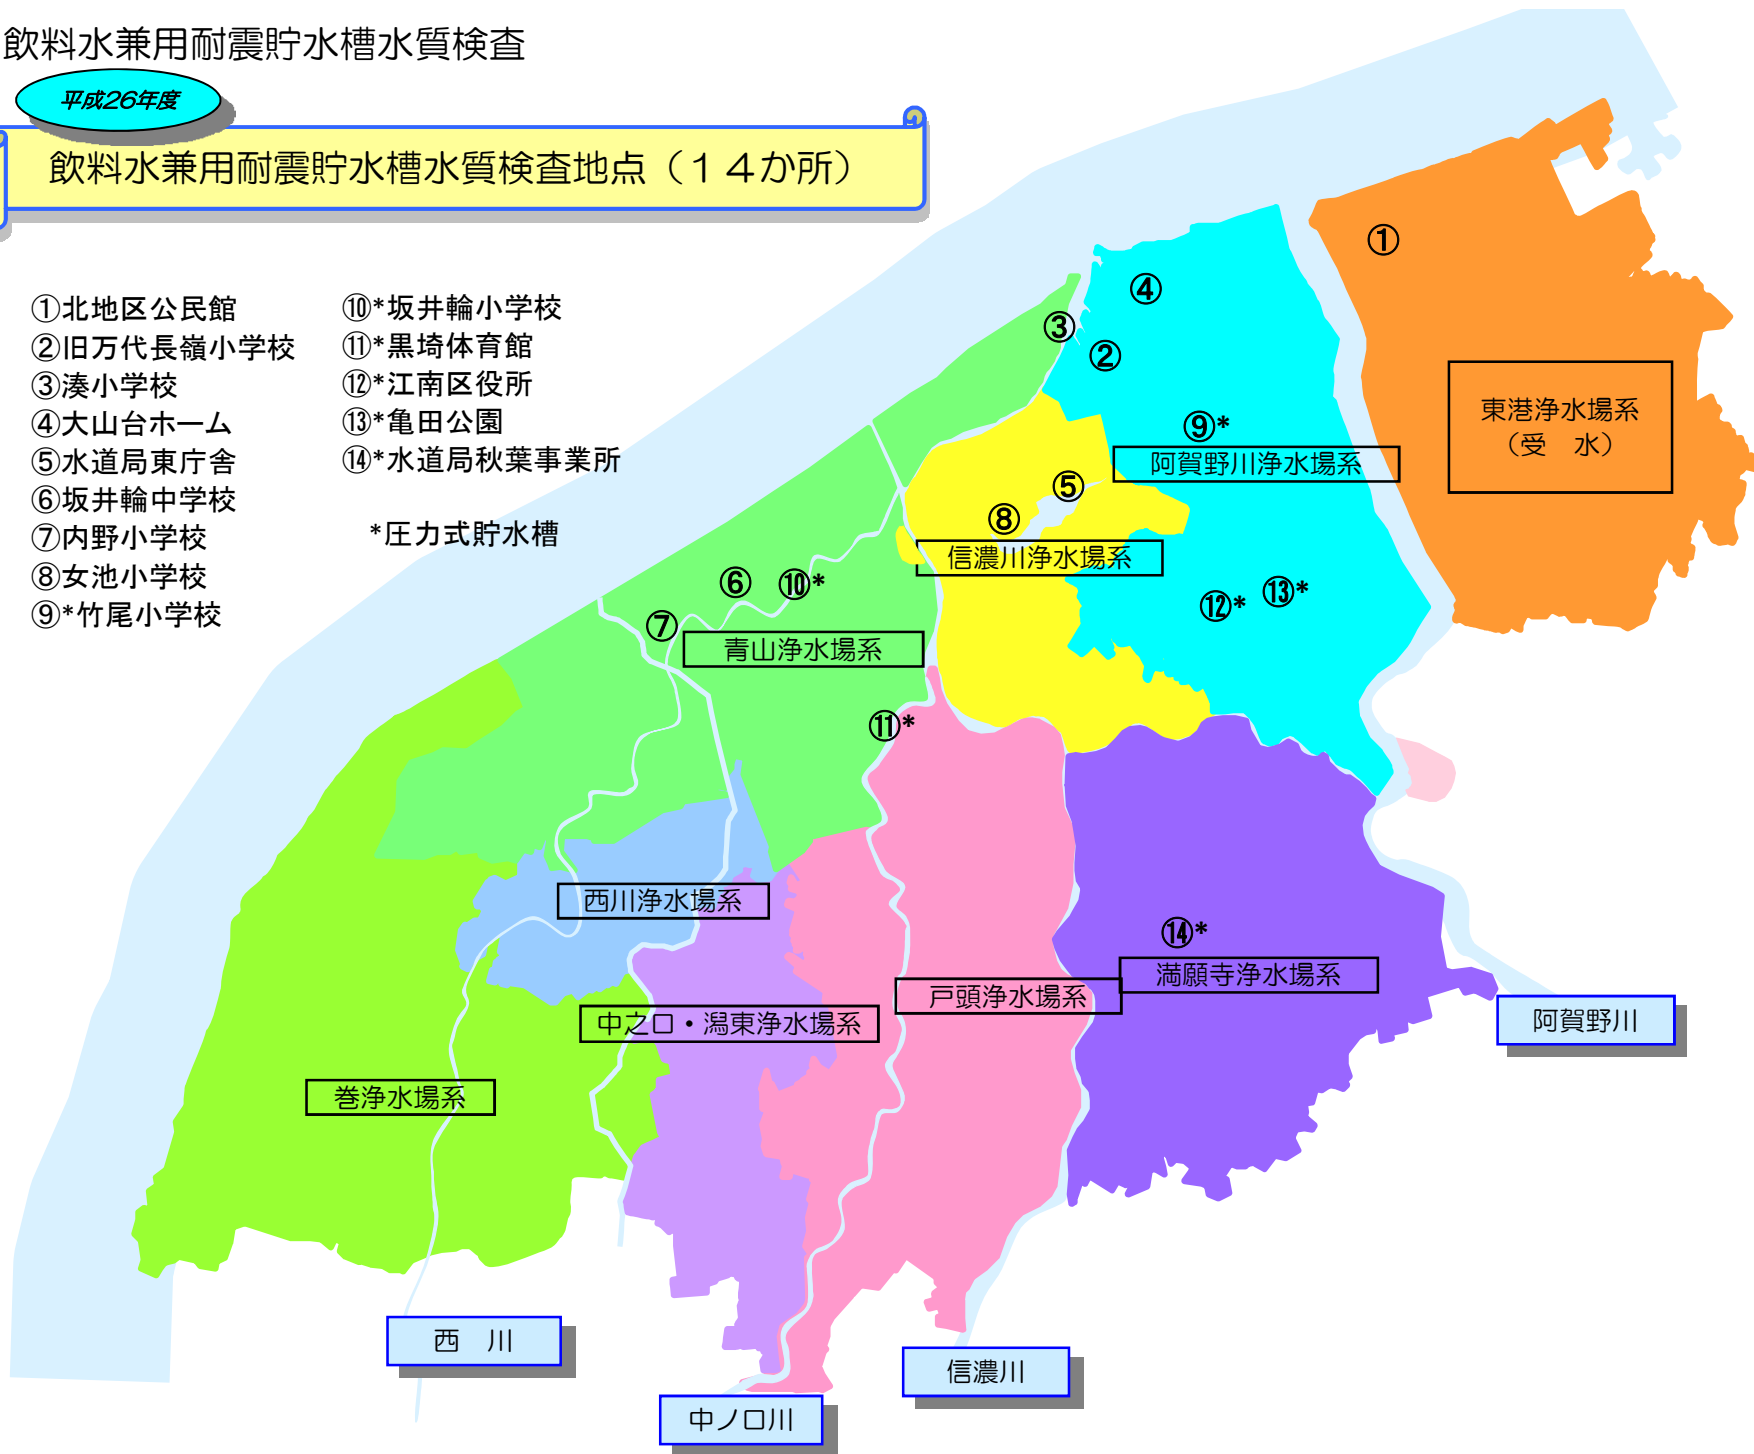 飲料水兼用耐震貯水槽水質検査
平成26年度
飲料水兼用耐震貯水槽水質検査地点（１４か所）
①北地区公民館
②旧万代長嶺小学校
③湊小学校
④大山台ホーム
⑤水道局東庁舎
⑥坂井輪中学校
⑦内野小学校
⑧女池小学校
⑨*竹尾小学校
⑩*坂井輪小学校
⑪*黒埼体育館
⑫*江南区役所
⑬*亀田公園
⑭*水道局秋葉事業所
*圧力式貯水槽
①
④
③
②
東港浄水場系
（受　水）
⑨*
阿賀野川浄水場系
⑤
⑧
信濃川浄水場系
⑥
⑩*
⑫*
⑬*
⑦
青山浄水場系
⑪*
西川浄水場系
⑭*
満願寺浄水場系
戸頭浄水場系
中之口・潟東浄水場系
阿賀野川
巻浄水場系
西　川
信濃川
中ノ口川